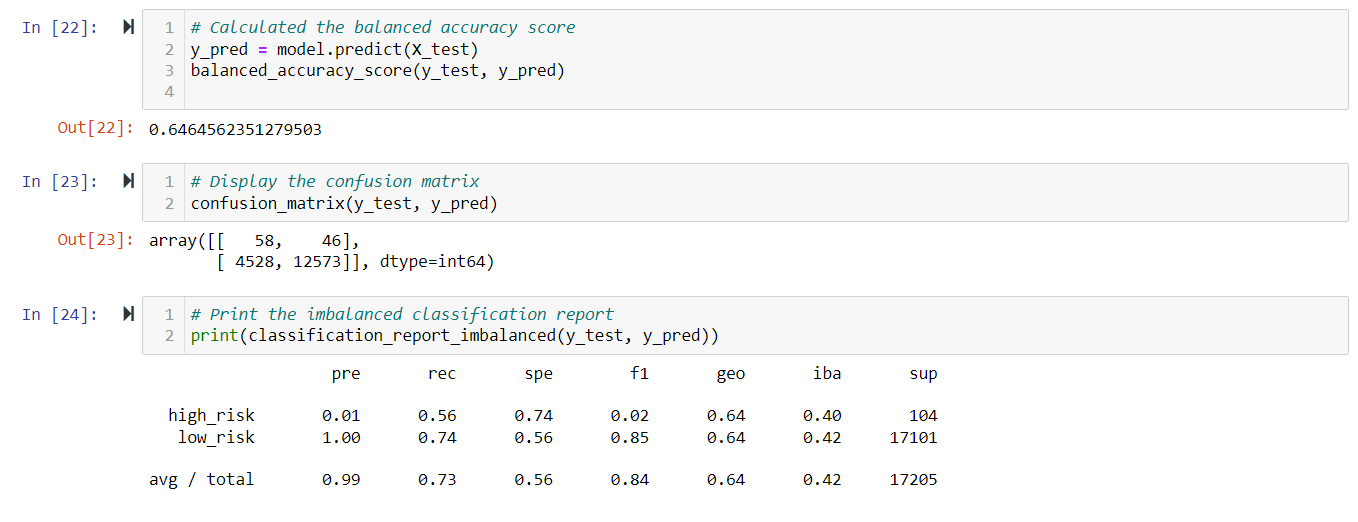 In [22]:
1 # Calculated the balanced accuracy score
2 y_pred = model.predict(X_test)
3 balanced_accuracy_score(y_test, y_pred)
4
Out[22]: 0.6464562351279503
In [23]:
1 # Display the confusion matrix
2 confusion_matrix(y_test, y_pred)
Out[23]: array([[   58,    46],
       [ 4528, 12573]], dtype=int64)
In [24]:
1 # Print the imbalanced classification report
2 print(classification_report_imbalanced(y_test, y_pred))
pre rec spe f1 geo iba sup
high_risk 0.01 0.56 0.74 0.02 0.64 0.40 104
low_risk 1.00 0.74 0.56 0.85 0.64 0.42 17101
avg / total 0.99 0.73 0.56 0.84 0.64 0.42 17205